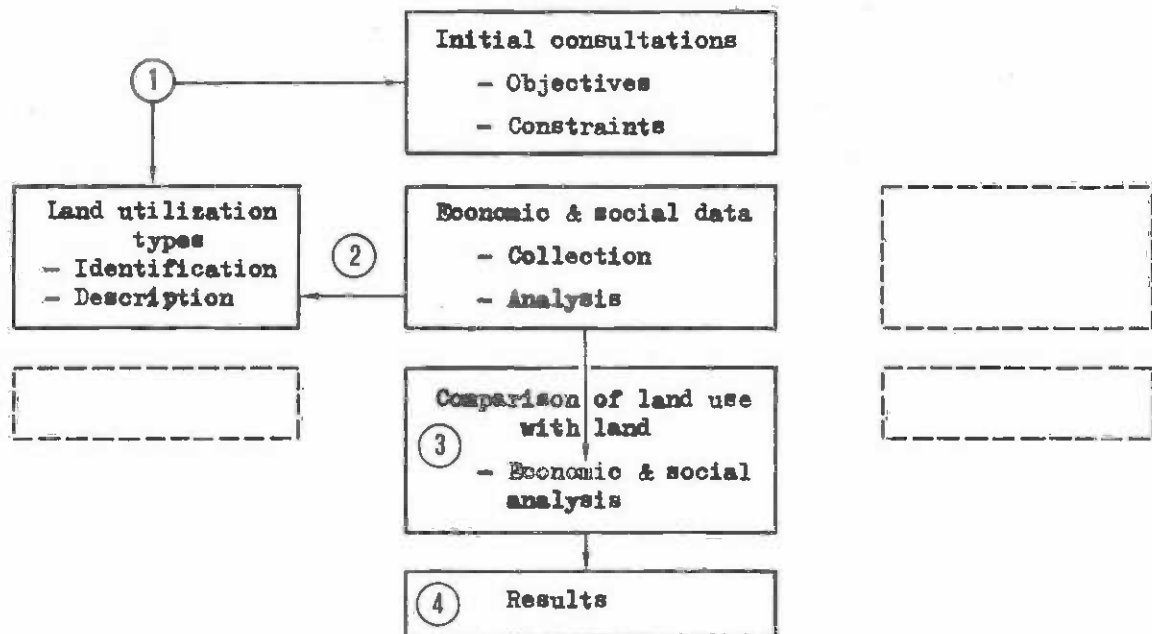 Initial consultations
1
- Objectives
- Constraints
Land utilization
types
- Identification
- Description
2
Economic & social data
- Collection
- Analysis
Comparison of land use
with land
3
- Economic & social
analysis
4
Results